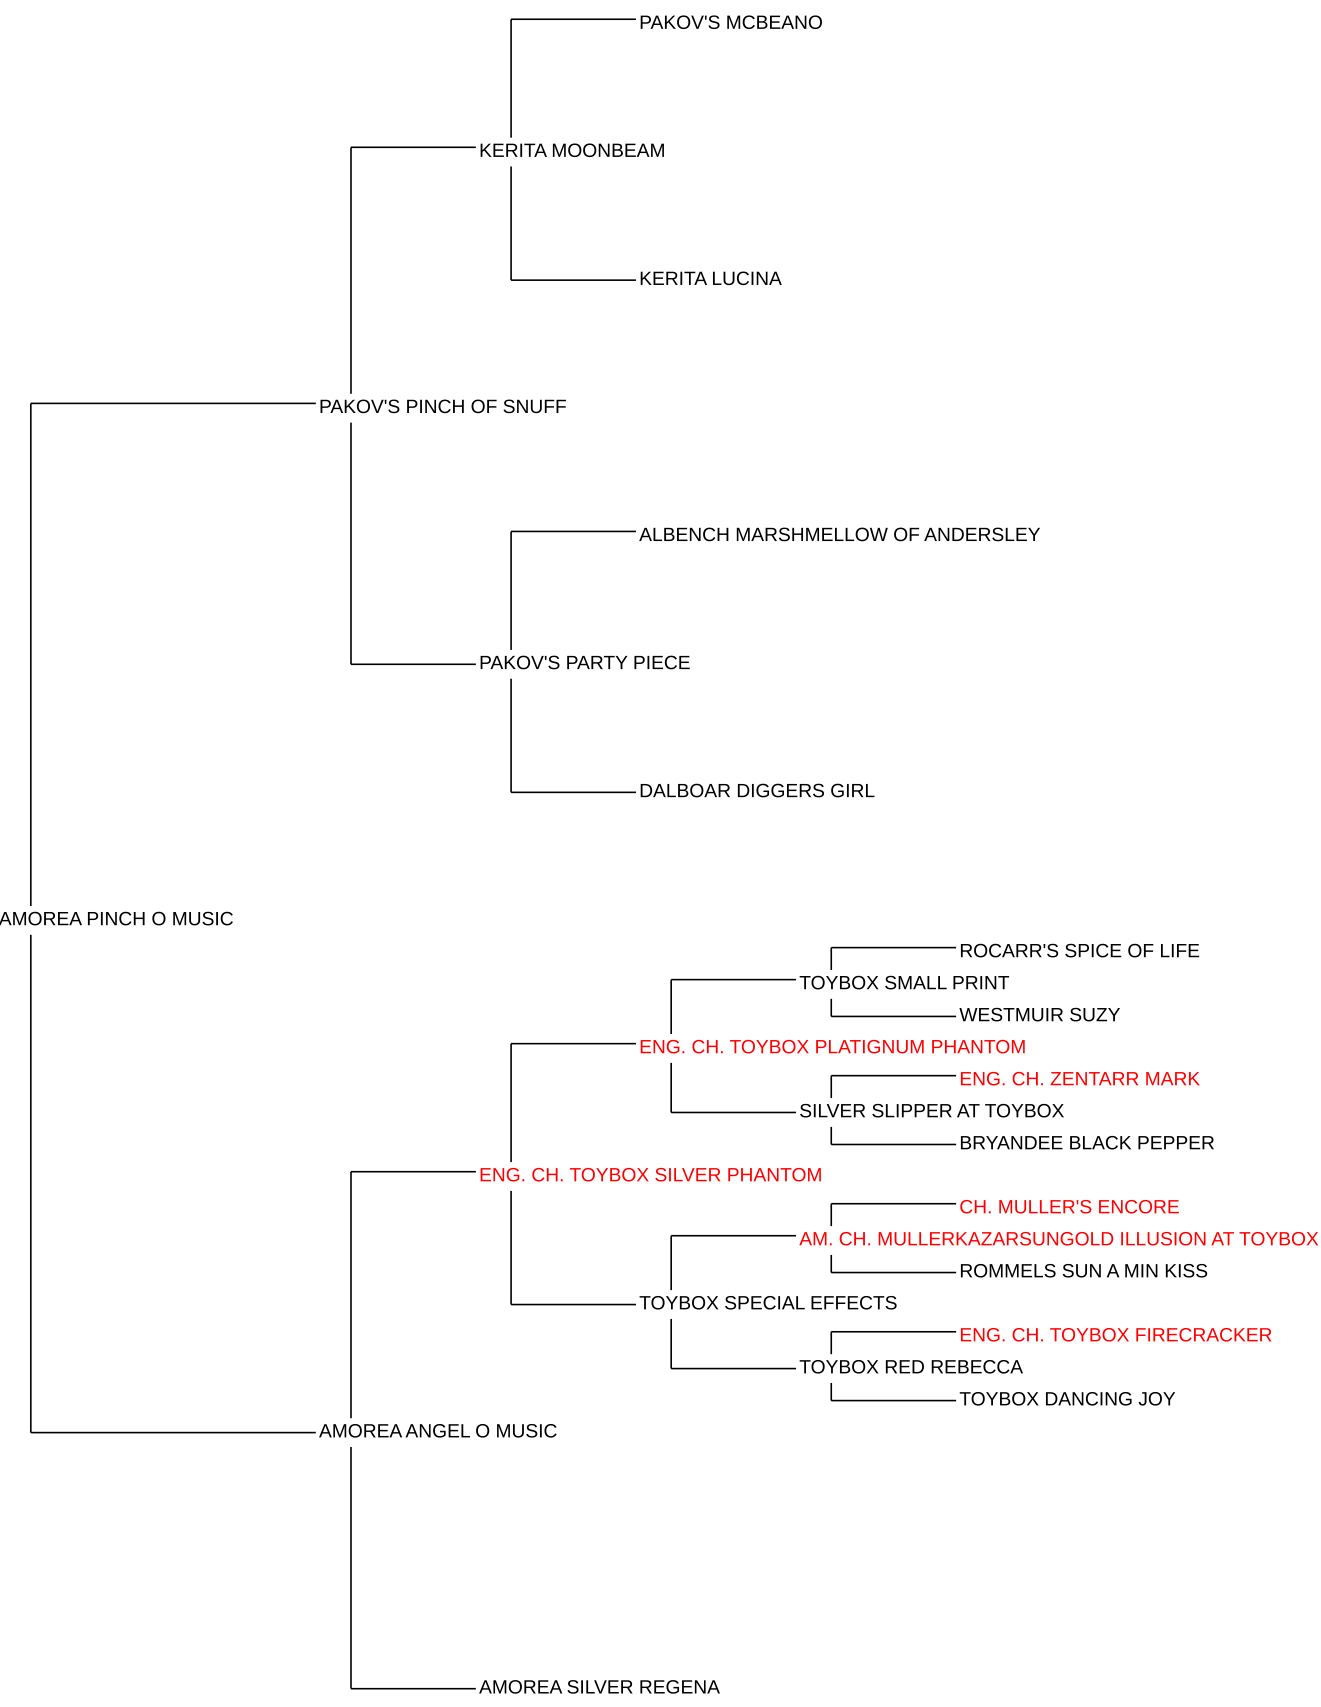 PAKOV'S MCBEANO
KERITA MOONBEAM
KERITA LUCINA
PAKOV'S PINCH OF SNUFF
ALBENCH MARSHMELLOW OF ANDERSLEY
PAKOV'S PARTY PIECE
DALBOAR DIGGERS GIRL
AMOREA PINCH O MUSIC
ROCARR'S SPICE OF LIFE
TOYBOX SMALL PRINT
WESTMUIR SUZY
ENG. CH. TOYBOX PLATIGNUM PHANTOM
ENG. CH. ZENTARR MARK
SILVER SLIPPER AT TOYBOX
BRYANDEE BLACK PEPPER
ENG. CH. TOYBOX SILVER PHANTOM
CH. MULLER'S ENCORE
AM. CH. MULLERKAZARSUNGOLD ILLUSION AT TOYBOX
ROMMELS SUN A MIN KISS
TOYBOX SPECIAL EFFECTS
ENG. CH. TOYBOX FIRECRACKER
TOYBOX RED REBECCA
TOYBOX DANCING JOY
AMOREA ANGEL O MUSIC
AMOREA SILVER REGENA